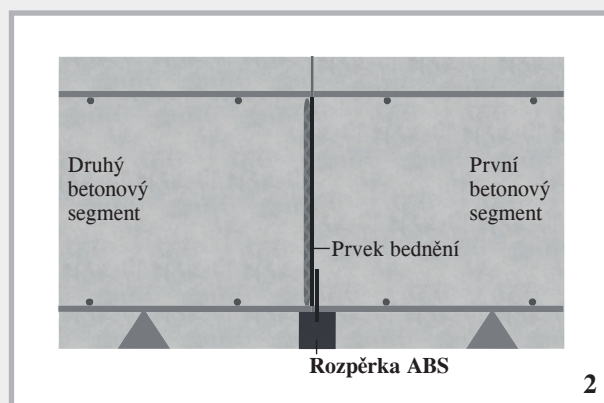 Druhý
betonový
segment
První
betonový
segment
Prvek bednění
Rozpěrka ABS
2